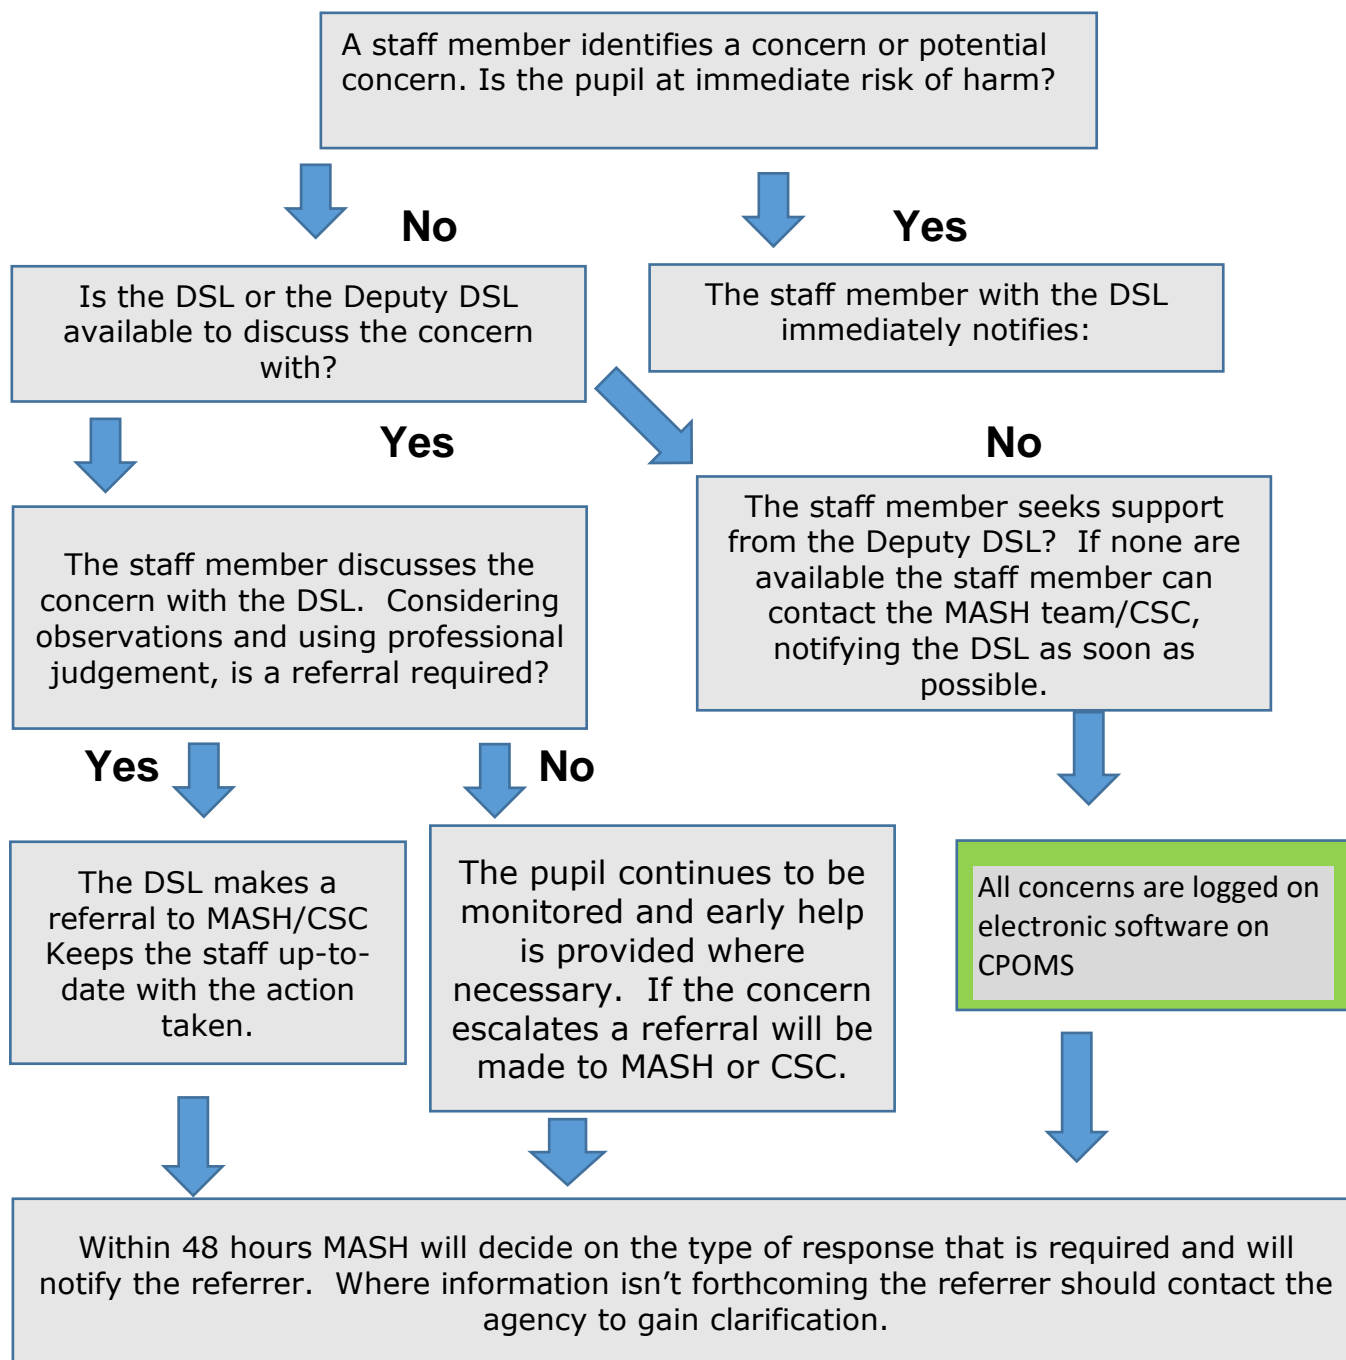 A staff member identifies a concern or potential
concern. Is the pupil at immediate risk of harm?
No
Yes
Is the DSL or the Deputy DSL
available to discuss the concern
with?
The staff member with the DSL
immediately notifies:
Yes
No
The staff member discusses the
concern with the DSL.  Considering
observations and using professional
judgement, is a referral required?
The staff member seeks support
from the Deputy DSL?  If none are
available the staff member can
contact the MASH team/CSC,
notifying the DSL as soon as
possible.
Yes
No
The DSL makes a
referral to MASH/CSC
Keeps the staff up-to-
date with the action
taken.
The pupil continues to be
monitored and early help
is provided where
necessary.  If the concern
escalates a referral will be
made to MASH or CSC.
All concerns are logged on
electronic software on
CPOMS
Within 48 hours MASH will decide on the type of response that is required and will
notify the referrer.  Where information isn’t forthcoming the referrer should contact the
agency to gain clarification.